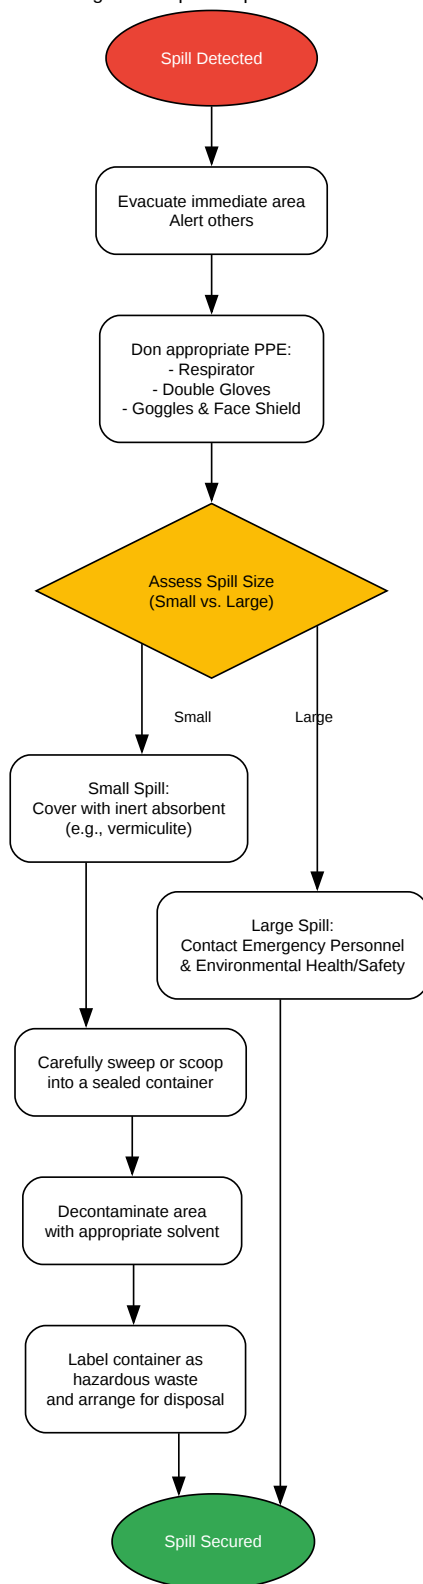 Spill Detected
Evacuate immediate area
Alert others
Don appropriate PPE:
- Respirator
- Double Gloves
- Goggles & Face Shield
Assess Spill Size
(Small vs. Large)
Small
Large
Small Spill:
Cover with inert absorbent
(e.g., vermiculite)
Large Spill:
Contact Emergency Personnel
& Environmental Health/Safety
Carefully sweep or scoop
into a sealed container
Decontaminate area
with appropriate solvent
Label container as
hazardous waste
and arrange for disposal
Spill Secured